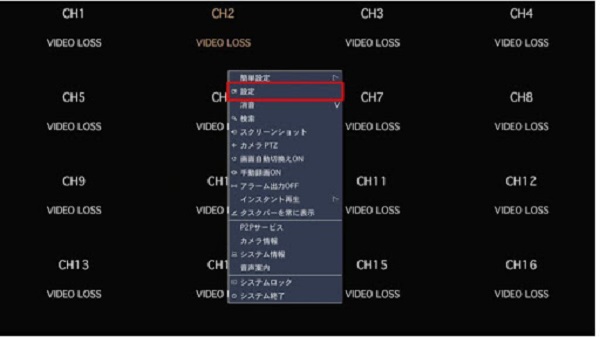 CH1 CH2 CH3 CH4
VIDEO LOSS VIDEO LOSS VIDEO LOSS VIDEO LOSS
簡単設定
設定
CH5 CH CH7 CH8
消音
検索
VIDEO LOSS VIDEO VIDEO LOSS VIDEO LOSS
スクリーンショット
カメラ PTZ
画面自動切換えON
手動録画ON
CH9 CH1 CH11 CH12
アラーム出力OFF
インスタント再生
VIDEO LOSS VIDEO VIDEO LOSS VIDEO LOSS
タスクバーを常に表示
P2Pサービス
カメラ情報
システム情報
CH13 CH1 CH15 CH16
音声案内
システムロック
VIDEO LOSS VIDEO VIDEO LOSS VIDEO LOSS
システム終了